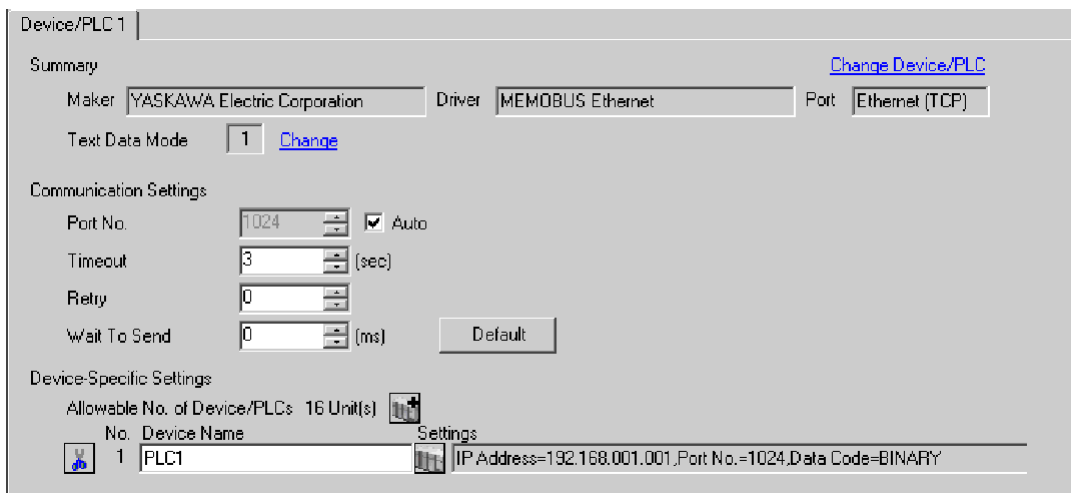 Device/PLC 1
Summary Change Device/PLC
Maker YASKAWA Electric Corporation Driver MEMOBUS Ethernet Port Ethernet (TCP)
Text Data Mode 1 Change
Communication Settings
Port No. 1024 Auto
Timeout 3 (sec)
Retry 0
Wait To Send 0 (ms) Default
Device-Specific Settings
Allowable No. of Device/PLCs 16 Unit(s)
No. Device Name Settings
1 PLC1 IP Address=192.168.001.001,Port No.=1024,Data Code=BINARY